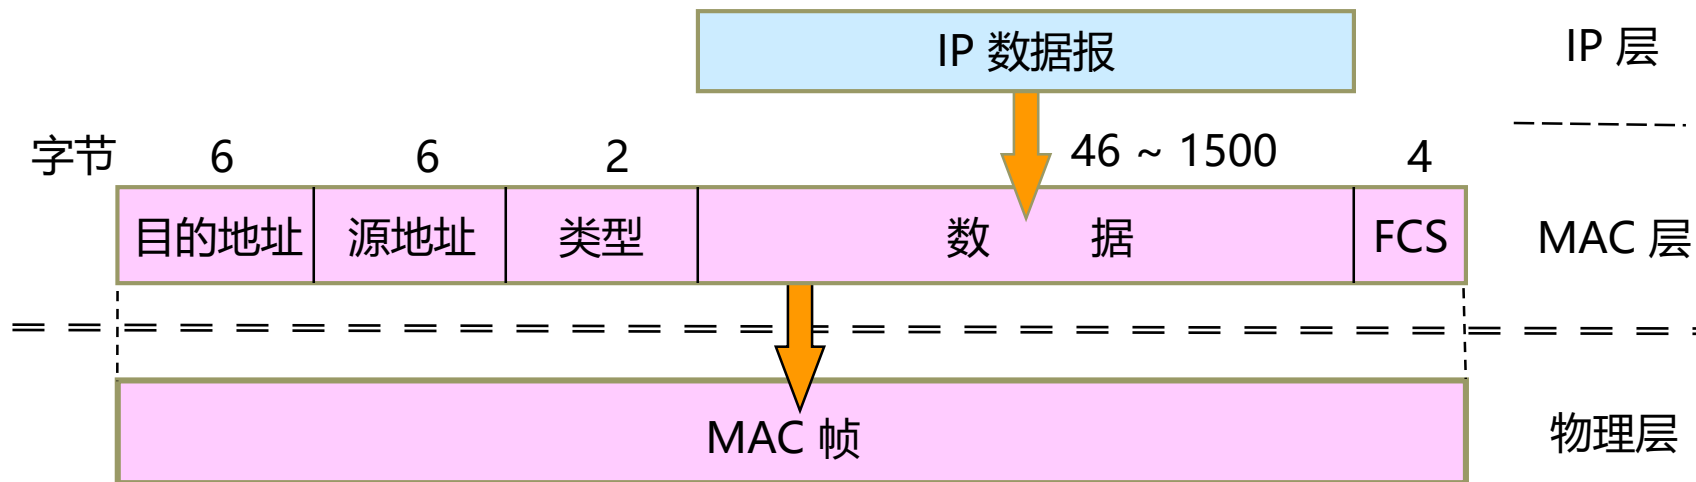 IP 数据报
IP 层
字节 6 6 2 46 ~ 1500 4
目的地址 源地址 类型 数 据 FCS MAC 层
MAC 帧 物理层